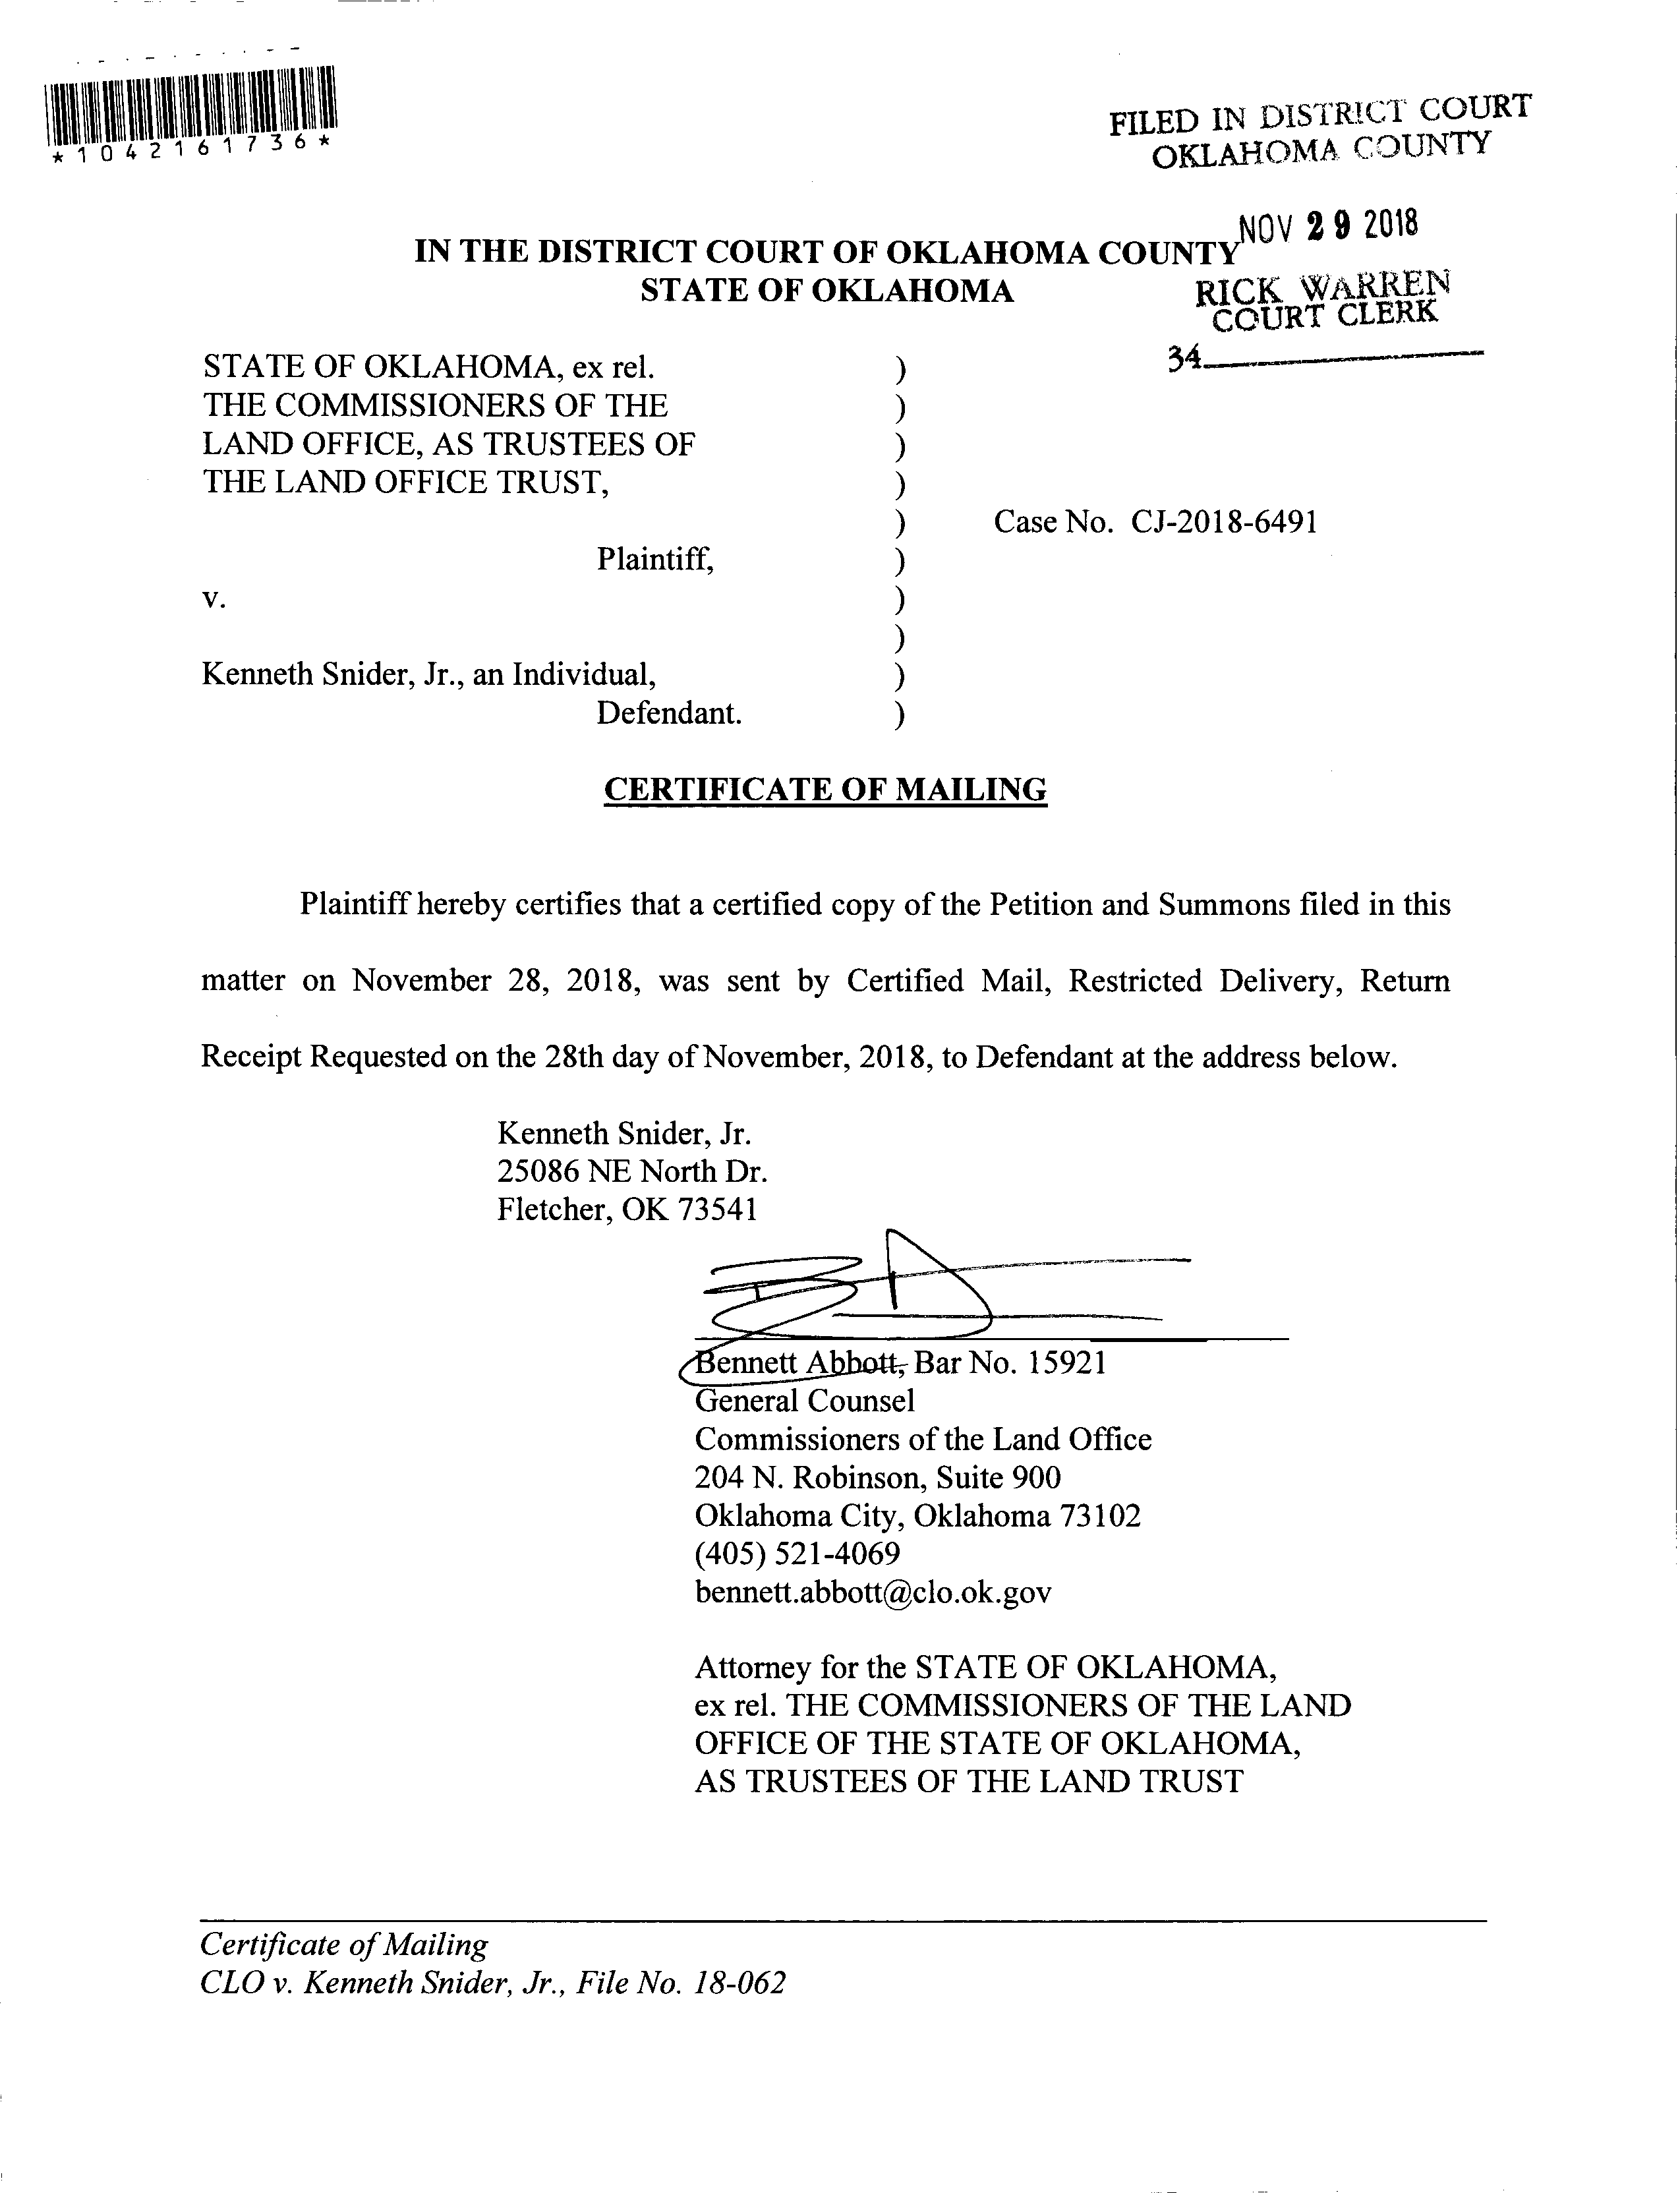 *1042161736*
FILED IN DISTRICT COURT
OKLAHOMA COUNTY
NOV 29 2018
RICK WARREN
COURT CLERK
34
IN THE DISTRICT COURT OF OKLAHOMA COUNTY
STATE OF OKLAHOMA
STATE OF OKLAHOMA, ex rel. )
THE COMMISSIONERS OF THE )
LAND OFFICE, AS TRUSTEES OF )
THE LAND OFFICE TRUST, )
) Case No. CJ-2018-6491
Plaintiff, )
v. )
)
Kenneth Snider, Jr., an Individual, )
Defendant. )
CERTIFICATE OF MAILING
Plaintiff hereby certifies that a certified copy of the Petition and Summons filed in this
matter on November 28, 2018, was sent by Certified Mail, Restricted Delivery, Return
Receipt Requested on the 28th day of November, 2018, to Defendant at the address below.
Kenneth Snider, Jr.
25086 NE North Dr.
Fletcher, OK 73541
Bennett Abbott, Bar No. 15921
General Counsel
Commissioners of the Land Office
204 N. Robinson, Suite 900
Oklahoma City, Oklahoma 73102
(405) 521-4069
bennett.abbott@clo.ok.gov
Attorney for the STATE OF OKLAHOMA,
ex rel. THE COMMISSIONERS OF THE LAND
OFFICE OF THE STATE OF OKLAHOMA,
AS TRUSTEES OF THE LAND TRUST
Certificate of Mailing
CLO v. Kenneth Snider, Jr., File No. 18-062